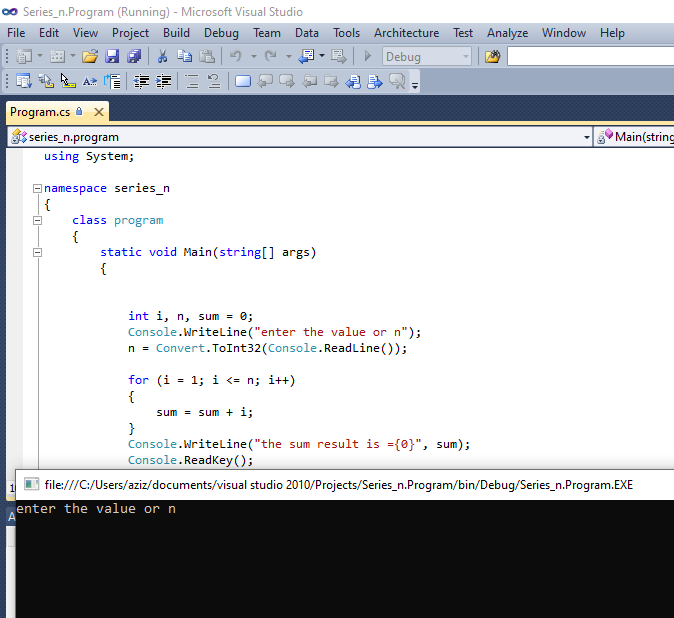 Series_n.Program (Running) - Microsoft Visual Studio
File Edit View Project Build Debug Team Data Tools Architecture Test Analyze Window Help
Debug
Program.cs
series_n.program Main(string
using System;
namespace series_n
{
class program
{
static void Main(string[] args)
{
int i, n, sum = 0;
Console.WriteLine("enter the value or n");
n = Convert.ToInt32(Console.ReadLine());
for (i = 1; i <= n; i++)
{
sum = sum + i;
}
Console.WriteLine("the sum result is ={0}", sum);
Console.ReadKey();
file:///C:/Users/aziz/documents/visual studio 2010/Projects/Series_n.Program/bin/Debug/Series_n.Program.EXE
enter the value or n